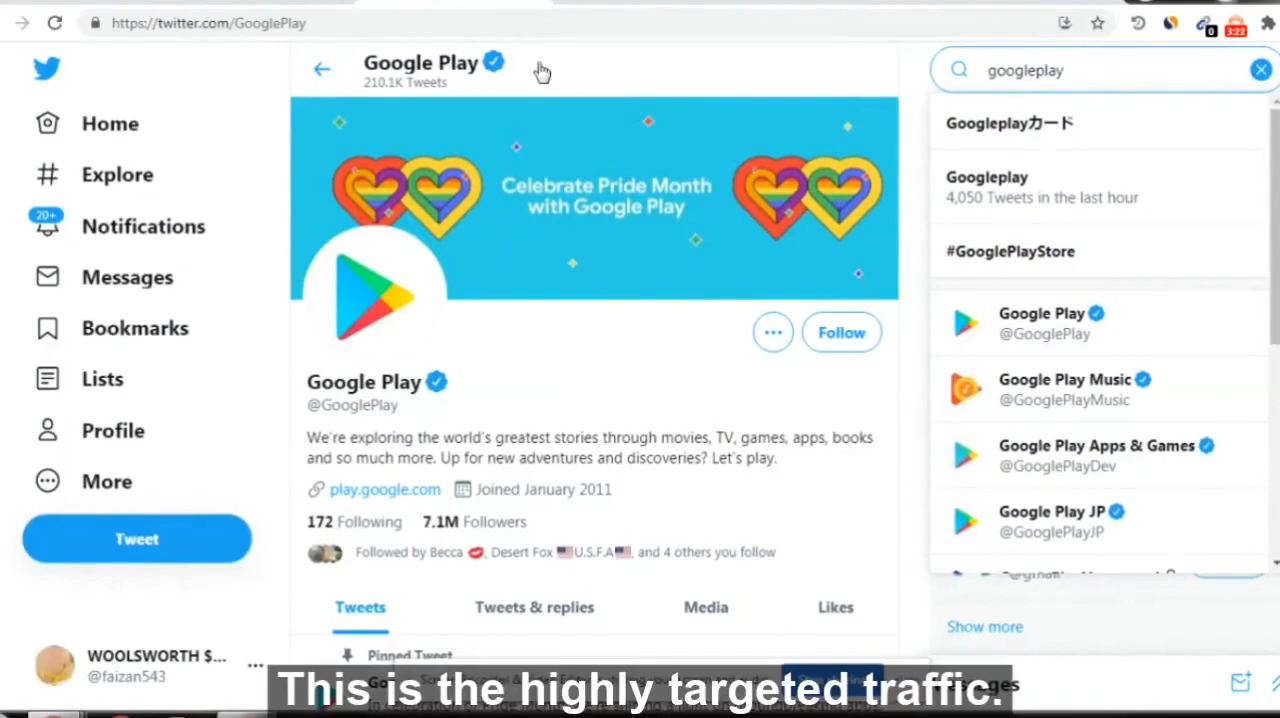 https://twitter.com/GooglePlay
0
3:22
Google Play
210.1K Tweets
googleplay
Home
Explore
20+
Notifications
Messages
Bookmarks
Lists
Profile
More
Tweet
WOOLSWORTH $...
@faizan543
Celebrate Pride Month
with Google Play
Follow
Google Play
@GooglePlay
We're exploring the world's greatest stories through movies, TV, games, apps, books
and so much more. Up for new adventures and discoveries? Let's play.
play.google.com Joined January 2011
172 Following 7.1M Followers
Followed by Becca 💋, Desert Fox 🇺🇸U.S.F.A🇺🇸, and 4 others you follow
Tweets Tweets & replies Media Likes
Pinned Tweet
Googleplayカード
Googleplay
4,050 Tweets in the last hour
#GooglePlayStore
Google Play
@GooglePlay
Google Play Music
@GooglePlayMusic
Google Play Apps & Games
@GooglePlayDev
Google Play JP
@GooglePlayJP
Show more
This is the highly targeted traffic.